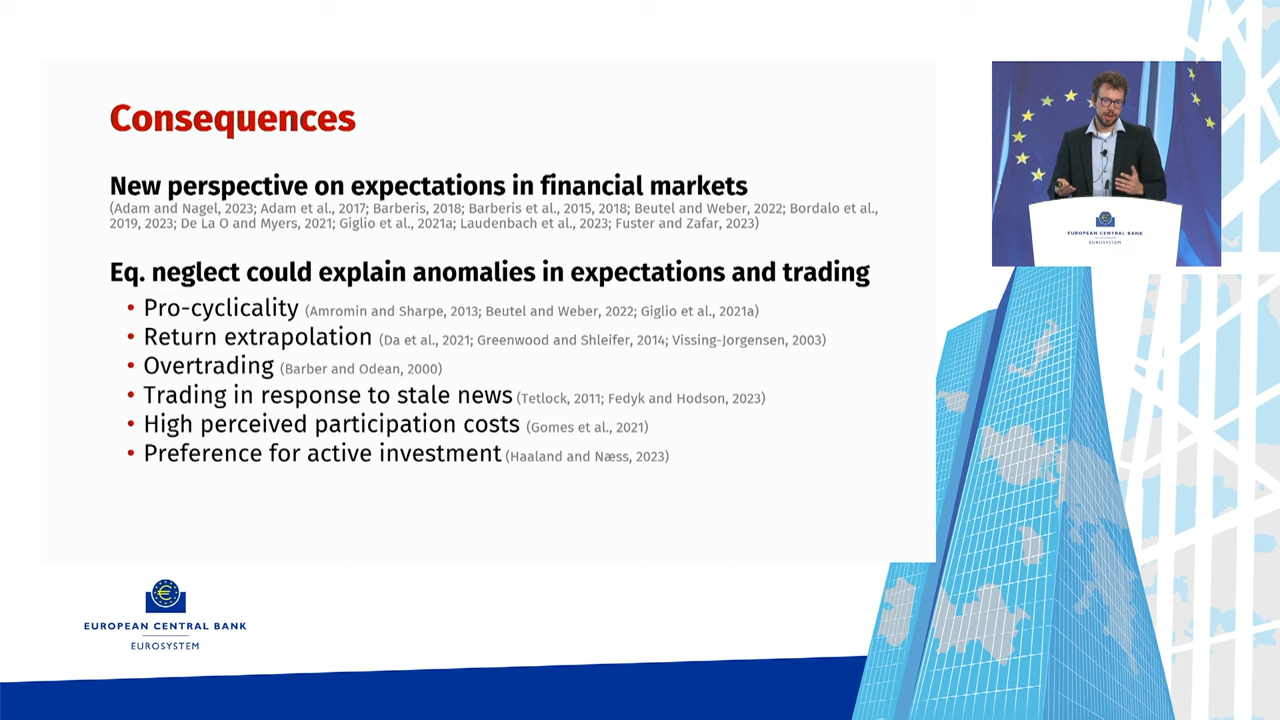 Consequences
New perspective on expectations in financial markets
(Adam and Nagel, 2023; Adam et al., 2017; Barberis, 2018; Barberis et al., 2015, 2018; Beutel and Weber, 2022; Bordalo et al.,
2019, 2023; De La O and Myers, 2021; Giglio et al., 2021a; Laudenbach et al., 2023; Fuster and Zafar, 2023)
Eq. neglect could explain anomalies in expectations and trading
• Pro-cyclicality (Amromin and Sharpe, 2013; Beutel and Weber, 2022; Giglio et al., 2021a)
• Return extrapolation (Da et al., 2021; Greenwood and Shleifer, 2014; Vissing-Jorgensen, 2003)
• Overtrading (Barber and Odean, 2000)
• Trading in response to stale news (Tetlock, 2011; Fedyk and Hodson, 2023)
• High perceived participation costs (Gomes et al., 2021)
• Preference for active investment (Haaland and Næss, 2023)
EUROPEAN CENTRAL BANK
EUROSYSTEM
EUROPEAN CENTRAL BANK
EUROSYSTEM